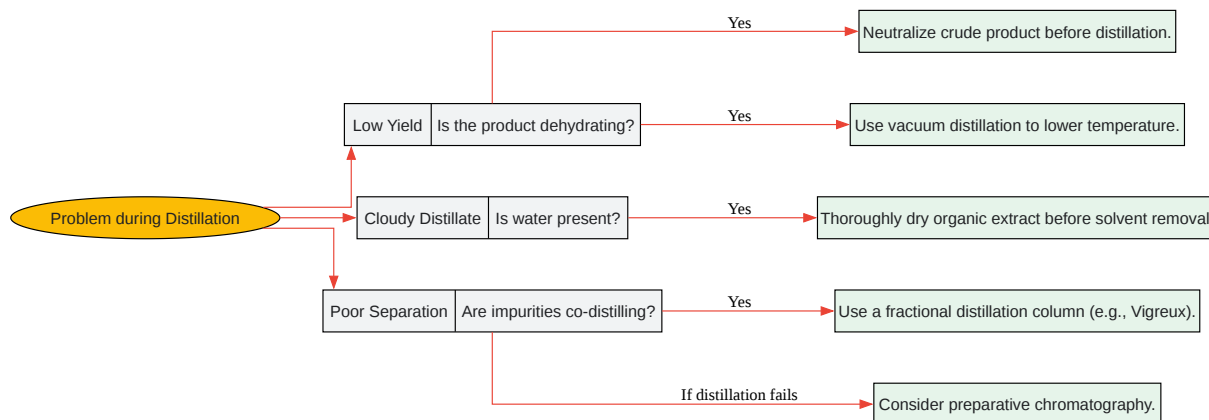 Yes
Neutralize crude product before distillation.
Low Yield
Is the product dehydrating?
Yes
Use vacuum distillation to lower temperature.
Problem during Distillation
Cloudy Distillate
Is water present?
Yes
Thoroughly dry organic extract before solvent removal
Poor Separation
Are impurities co-distilling?
Yes
Use a fractional distillation column (e.g., Vigreux).
If distillation fails
Consider preparative chromatography.